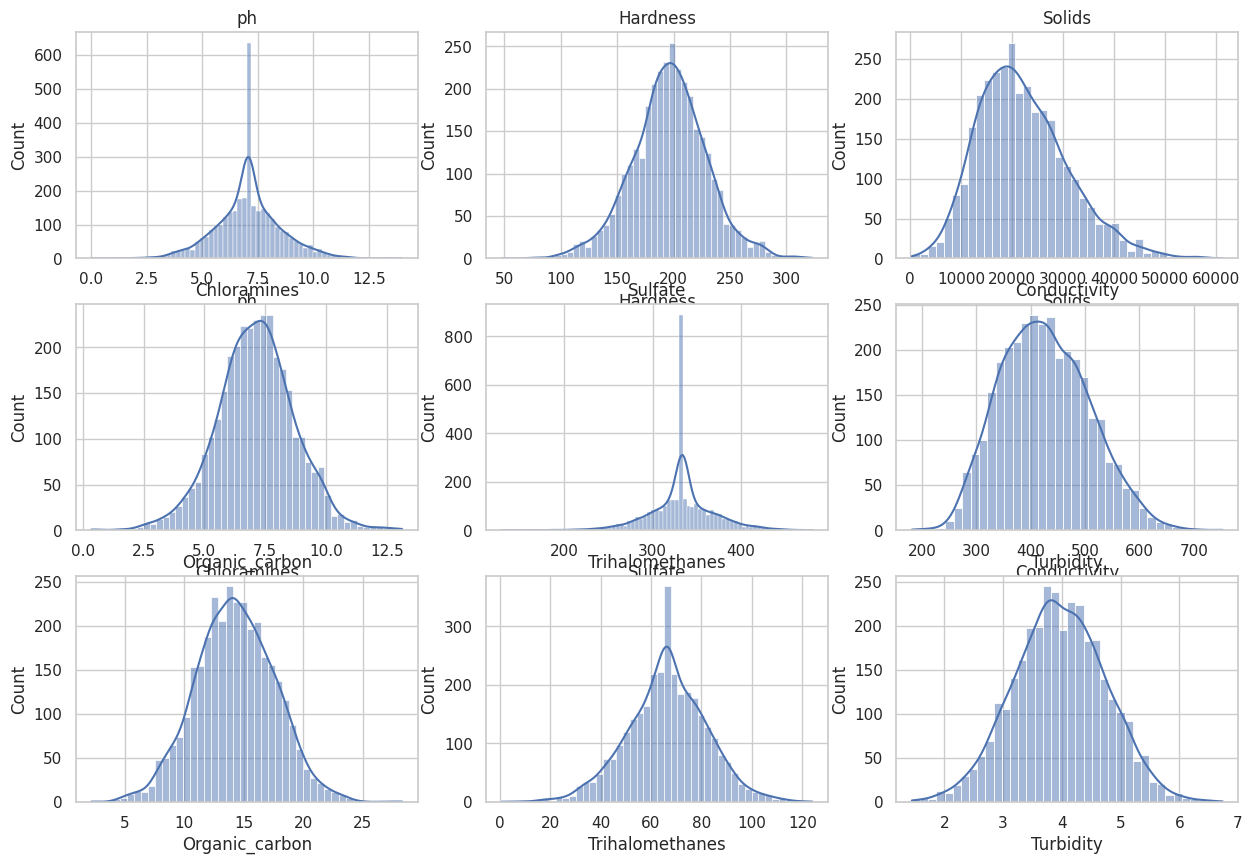 ph
Hardness
Solids
Count
600
500
400
300
200
100
0
0.0 2.5 5.0 7.5 10.0 12.5
ph
Count
250
200
150
100
50
0
50 100 150 200 250 300
Hardness
Count
250
200
150
100
50
0
0 10000 20000 30000 40000 50000 60000
Solids
Chloramines
Sulfate
Conductivity
Count
200
150
100
50
0
0.0 2.5 5.0 7.5 10.0 12.5
Chloramines
Count
800
600
400
200
0
200 300 400
Sulfate
Count
250
200
150
100
50
0
200 300 400 500 600 700
Conductivity
Organic_carbon
Trihalomethanes
Turbidity
Count
250
200
150
100
50
0
5 10 15 20 25
Organic_carbon
Count
300
200
100
0
0 20 40 60 80 100 120
Trihalomethanes
Count
250
200
150
100
50
0
2 3 4 5 6 7
Turbidity